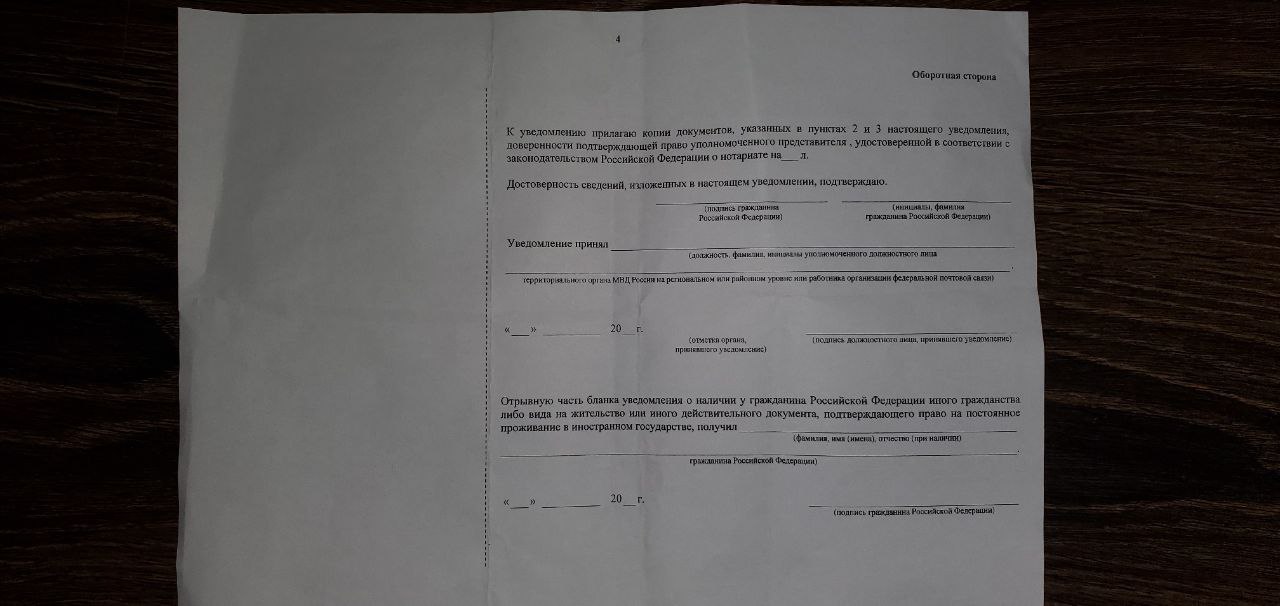 4
Оборотная сторона
К уведомлению прилагаю копии документов, указанных в пунктах 2 и 3 настоящего уведомления,
доверенности подтверждающей право уполномоченного представителя , удостоверенной в соответствии с
законодательством Российской Федерации о нотариате на___ л.
Достоверность сведений, изложенных в настоящем уведомлении, подтверждаю.
(подпись гражданина (инициалы, фамилия
Российской Федерации) гражданина Российской Федерации)
Уведомление принял
(должность, фамилия, инициалы уполномоченного должностного лица
территориального органа МВД России на региональном или районном уровне или работника организации федеральной почтовой связи)
«___» __________ 20__г.
(отметка органа, (подпись должностного лица, принявшего уведомление)
принявшего уведомление)
Отрывную часть бланка уведомления о наличии у гражданина Российской Федерации иного гражданства
либо вида на жительство или иного действительного документа, подтверждающего право на постоянное
проживание в иностранном государстве, получил
(фамилия, имя (имена), отчество (при наличии)
гражданина Российской Федерации)
«___» __________ 20__г.
(подпись гражданина Российской Федерации)